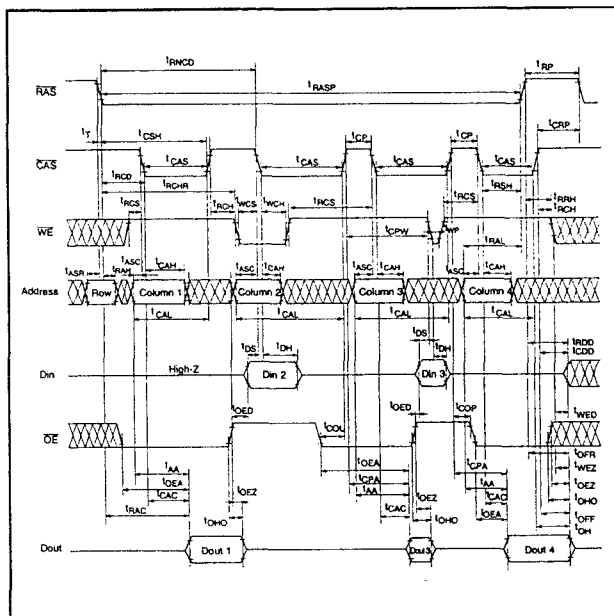 tRNCD
tRP
RAS
tRASP
tT
tCSH
tCP
tCP
tCRP
CAS
tCAS
tCAS
tCAS
tCAS
tRCD
tRCHR
tRCS
tRCH
tWCS
tWCH
tRCS
tRCS
tRSH
tRRH
tRCH
WE
tCPW
tWP
tRAL
tASR
tRAH
tASC
tCAH
tASC
tCAH
tASC
tCAH
tASC
tCAH
Address
Row
Column 1
Column 2
Column 3
Column 4
tCAL
tCAL
tCAL
tCAL
tDS
tDH
tDS
tDH
tRDD
tCDD
Din
High-Z
Din 2
Din 3
tOED
tCOL
tOED
tCOP
tWED
OE
tAA
tOEA
tCAC
tRAC
tOEZ
tOHO
tOEA
tCPA
tAA
tCAC
tOEZ
tOHO
tCPA
tAA
tCAC
tOEA
tOFR
tWEZ
tOEZ
tOHO
tOFF
tOH
Dout
Dout 1
Dout 3
Dout 4